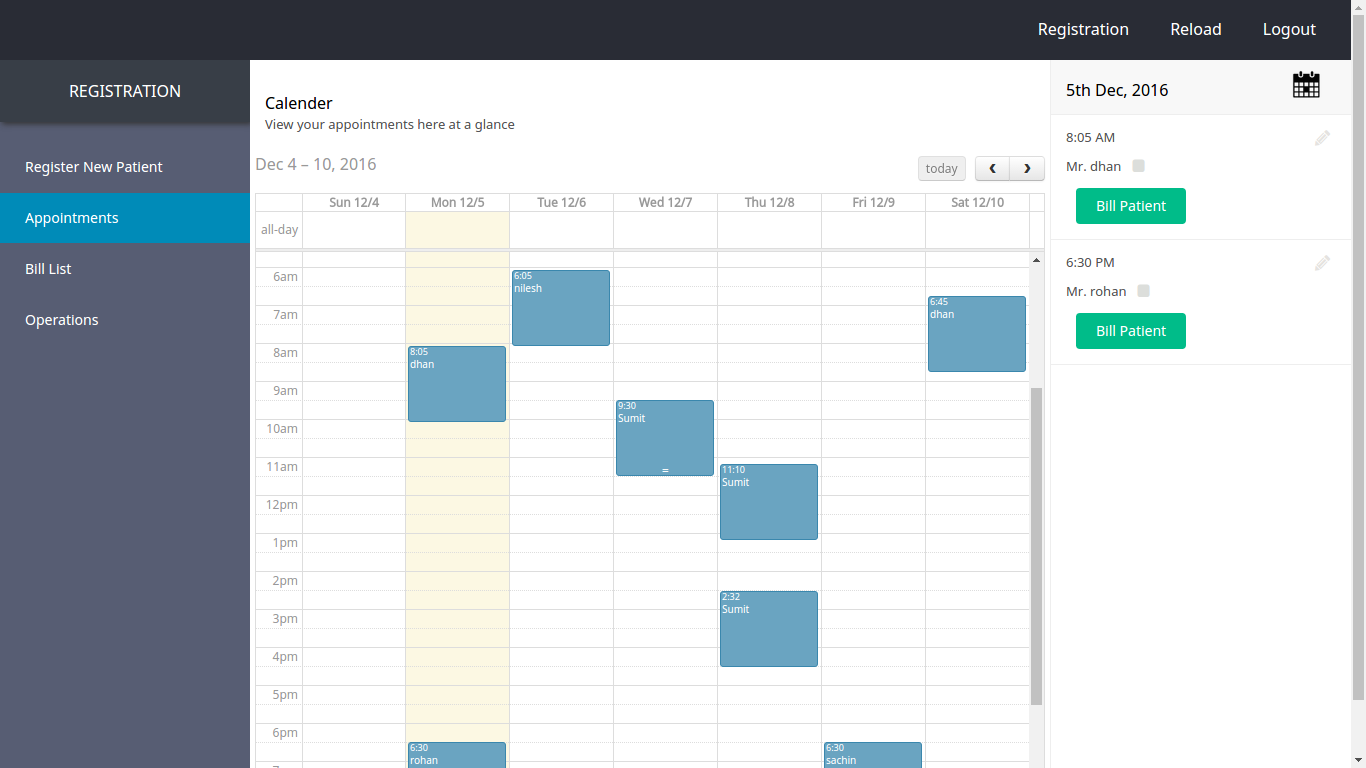 Registration Reload Logout
REGISTRATION
Register New Patient
Appointments
Bill List
Operations
Calender
View your appointments here at a glance
Dec 4 – 10, 2016
today
Sun 12/4 Mon 12/5 Tue 12/6 Wed 12/7 Thu 12/8 Fri 12/9 Sat 12/10
all-day
6am
7am
8am
9am
10am
11am
12pm
1pm
2pm
3pm
4pm
5pm
6pm
8:05
dhan
6:30
rohan
6:05
nilesh
9:30
Sumit
11:10
Sumit
2:32
Sumit
6:30
sachin
6:45
dhan
5th Dec, 2016
8:05 AM
Mr. dhan
Bill Patient
6:30 PM
Mr. rohan
Bill Patient